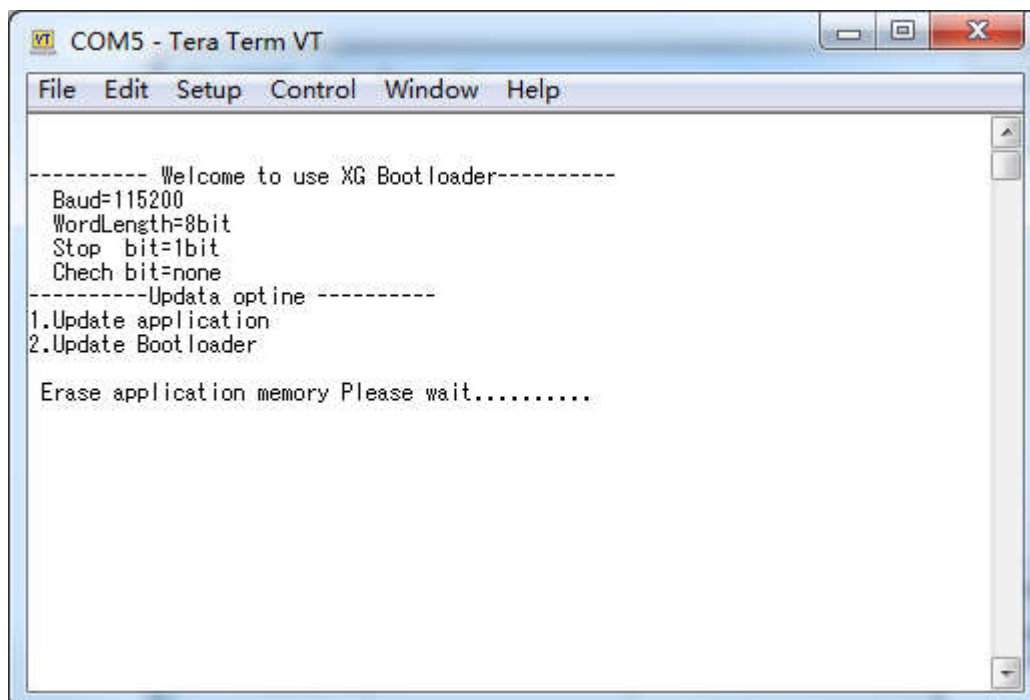 VT COM5 - Tera Term VT
File Edit Setup Control Window Help
---------- Welcome to use XG Bootloader----------
Baud=115200
WordLength=8bit
Stop  bit=1bit
Chech bit=none
----------Updata optine ----------
1.Update application
2.Update Bootloader
Erase application memory Please wait..........